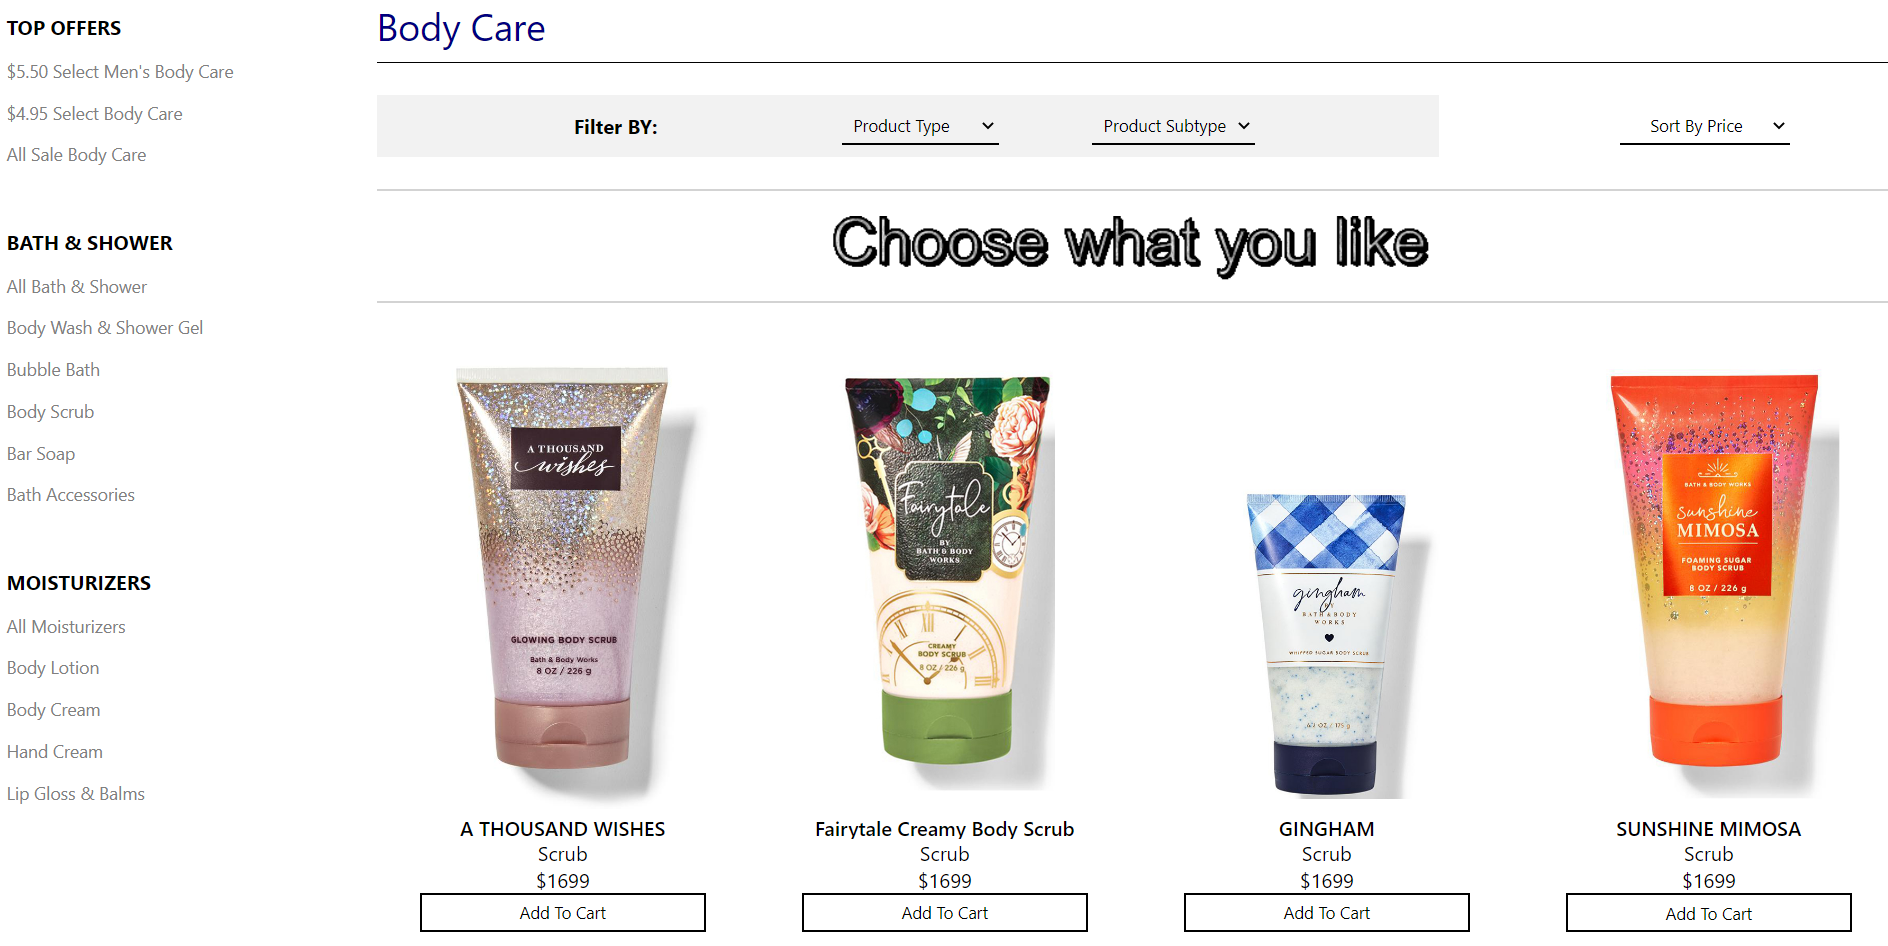 TOP OFFERS
$5.50 Select Men's Body Care
$4.95 Select Body Care
All Sale Body Care
BATH & SHOWER
All Bath & Shower
Body Wash & Shower Gel
Bubble Bath
Body Scrub
Bar Soap
Bath Accessories
MOISTURIZERS
All Moisturizers
Body Lotion
Body Cream
Hand Cream
Lip Gloss & Balms
Body Care
Filter BY:
Product Type
Product Subtype
Sort By Price
Choose what you like
A THOUSAND
wishes
GLOWING BODY SCRUB
Bath & Body Works
8 OZ / 226 g
A THOUSAND WISHES
Scrub
$1699
Add To Cart
Fairytale
BY
BATH & BODY
WORKS
CREAMY
BODY SCRUB
8 OZ / 226 g
Fairytale Creamy Body Scrub
Scrub
$1699
Add To Cart
gingham
BY
BATH & BODY
WORKS
WHIPPED SUGAR BODY SCRUB
GINGHAM
Scrub
$1699
Add To Cart
BATH & BODY WORKS
sunshine
MIMOSA
FOAMING SUGAR
BODY SCRUB
8 OZ / 226 g
SUNSHINE MIMOSA
Scrub
$1699
Add To Cart